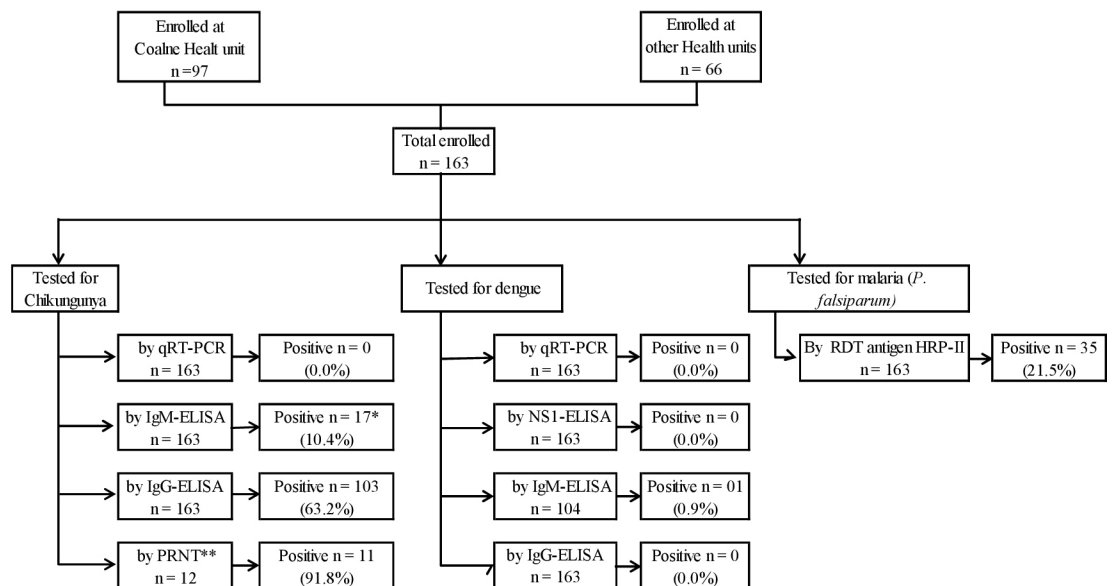 Enrolled at
Coalne Healt unit
n =97
Enrolled at
other Health units
n = 66
Total enrolled
n = 163
Tested for
Chikungunya
Tested for dengue
Tested for malaria (P.
falsiparum)
by qRT-PCR
n = 163
Positive n = 0
(0.0%)
by IgM-ELISA
n = 163
Positive n = 17*
(10.4%)
by IgG-ELISA
n = 163
Positive n = 103
(63.2%)
by PRNT**
n = 12
Positive n = 11
(91.8%)
by qRT-PCR
n = 163
Positive n = 0
(0.0%)
by NS1-ELISA
n = 163
Positive n = 0
(0.0%)
by IgM-ELISA
n = 104
Positive n = 01
(0.9%)
by IgG-ELISA
n = 163
Positive n = 0
(0.0%)
By RDT antigen HRP-II
n = 163
Positive n = 35
(21.5%)